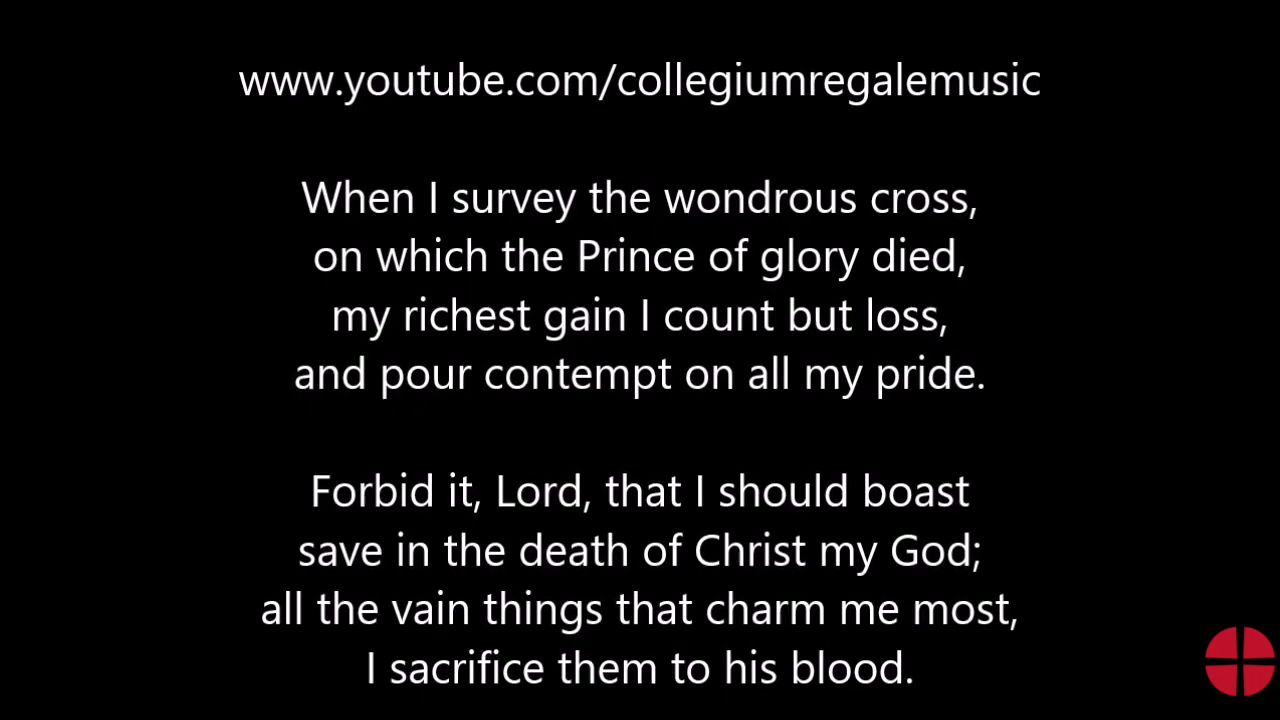 www.youtube.com/collegiumregalemusic
When I survey the wondrous cross,
on which the Prince of glory died,
my richest gain I count but loss,
and pour contempt on all my pride.
Forbid it, Lord, that I should boast
save in the death of Christ my God;
all the vain things that charm me most,
I sacrifice them to his blood.